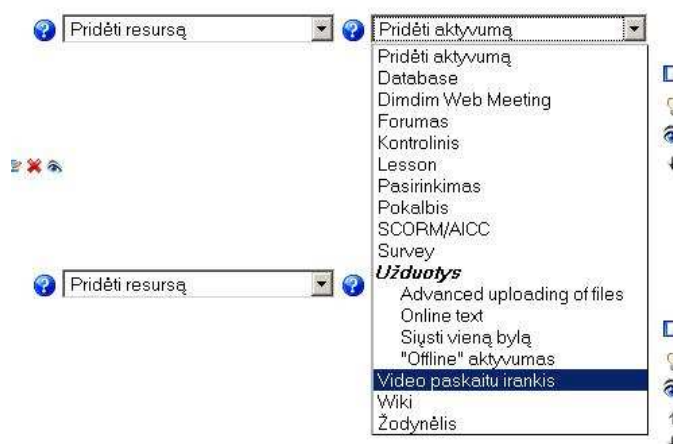 Pridėti resursą
Pridėti aktyvumą
Pridėti aktyvumą
Database
Dimdim Web Meeting
Forumas
Kontrolinis
Lesson
Pasirinkimas
Pokalbis
SCORM/AICC
Survey
Užduotys
Advanced uploading of files
Online text
Siųsti vieną bylą
"Offline" aktyvumas
Video paskaitu irankis
Wiki
Žodynėlis
Pridėti resursą